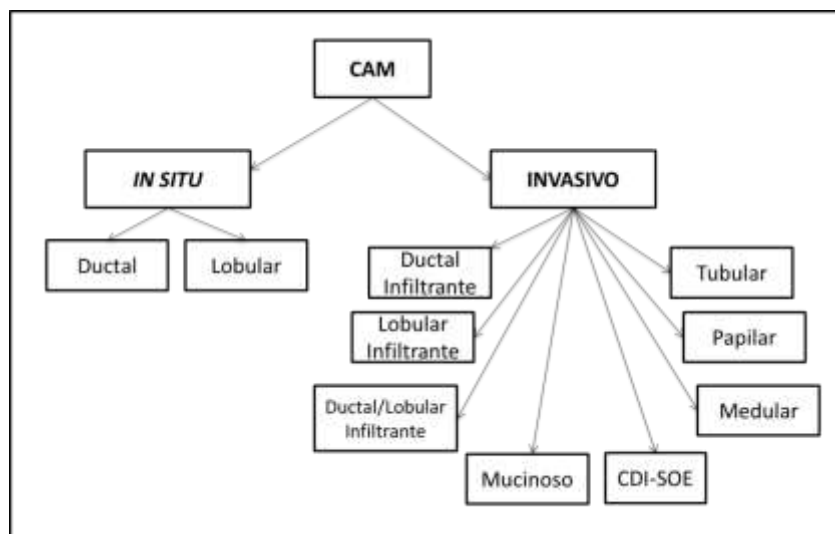 CAM
IN SITU
INVASIVO
Ductal
Lobular
Ductal
Infiltrante
Tubular
Lobular
Infiltrante
Papilar
Ductal/Lobular
Infiltrante
Medular
Mucinoso
CDI-SOE